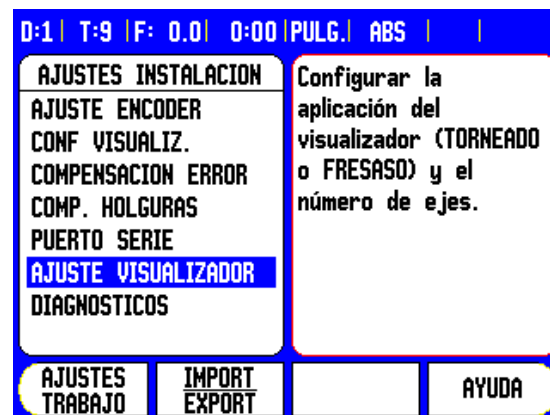 D:1 | T:9 | F: 0.0 | 0:00 | PULG. | ABS | |
AJUSTES INSTALACION
AJUSTE ENCODER
CONF VISUALIZ.
COMPENSACION ERROR
COMP. HOLGURAS
PUERTO SERIE
AJUSTE VISUALIZADOR
DIAGNOSTICOS
Configurar la
aplicación del
visualizador (TORNEADO
o FRESASO) y el
número de ejes.
AJUSTES
TRABAJO
IMPORT
EXPORT
AYUDA